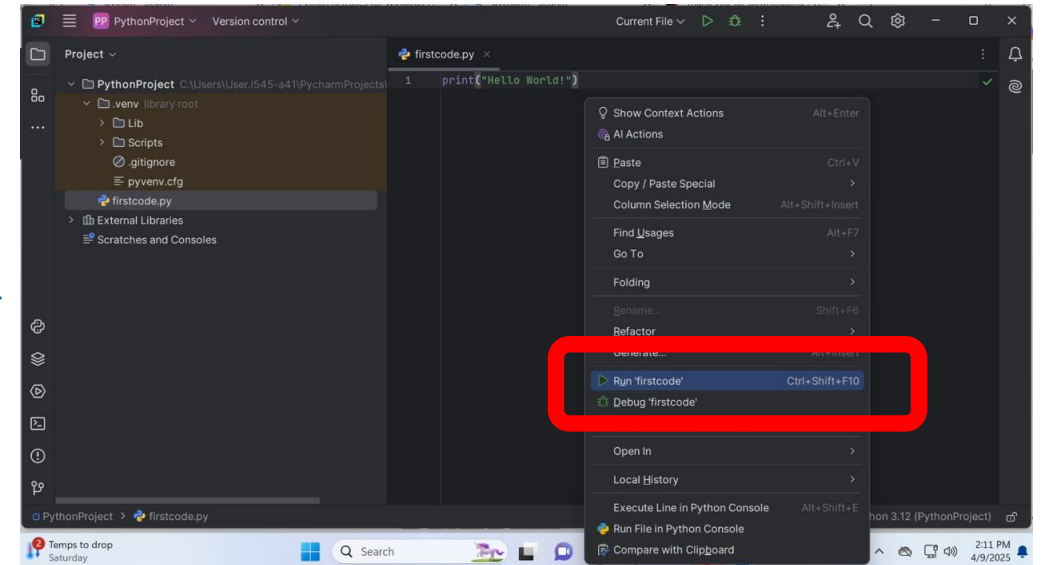 PP PythonProject Version control Current File
Project
firstcode.py
PythonProject C:\Users\User.I545-a41\PycharmProjects\
1 print("Hello World!")
.venv library root
Lib
Scripts
.gitignore
pyvenv.cfg
firstcode.py
External Libraries
Scratches and Consoles
Show Context Actions Alt+Enter
AI Actions
Paste Ctrl+V
Copy / Paste Special
Column Selection Mode Alt+Shift+Insert
Find Usages Alt+F7
Go To
Folding
Rename... Shift+F6
Refactor
Generate... Alt+Insert
Run 'firstcode' Ctrl+Shift+F10
Debug 'firstcode'
Open In
Local History
Execute Line in Python Console Alt+Shift+E
Run File in Python Console
Compare with Clipboard
PythonProject > firstcode.py
hon 3.12 (PythonProject)
2
Temps to drop
Saturday
Search
2:11 PM
4/9/2025